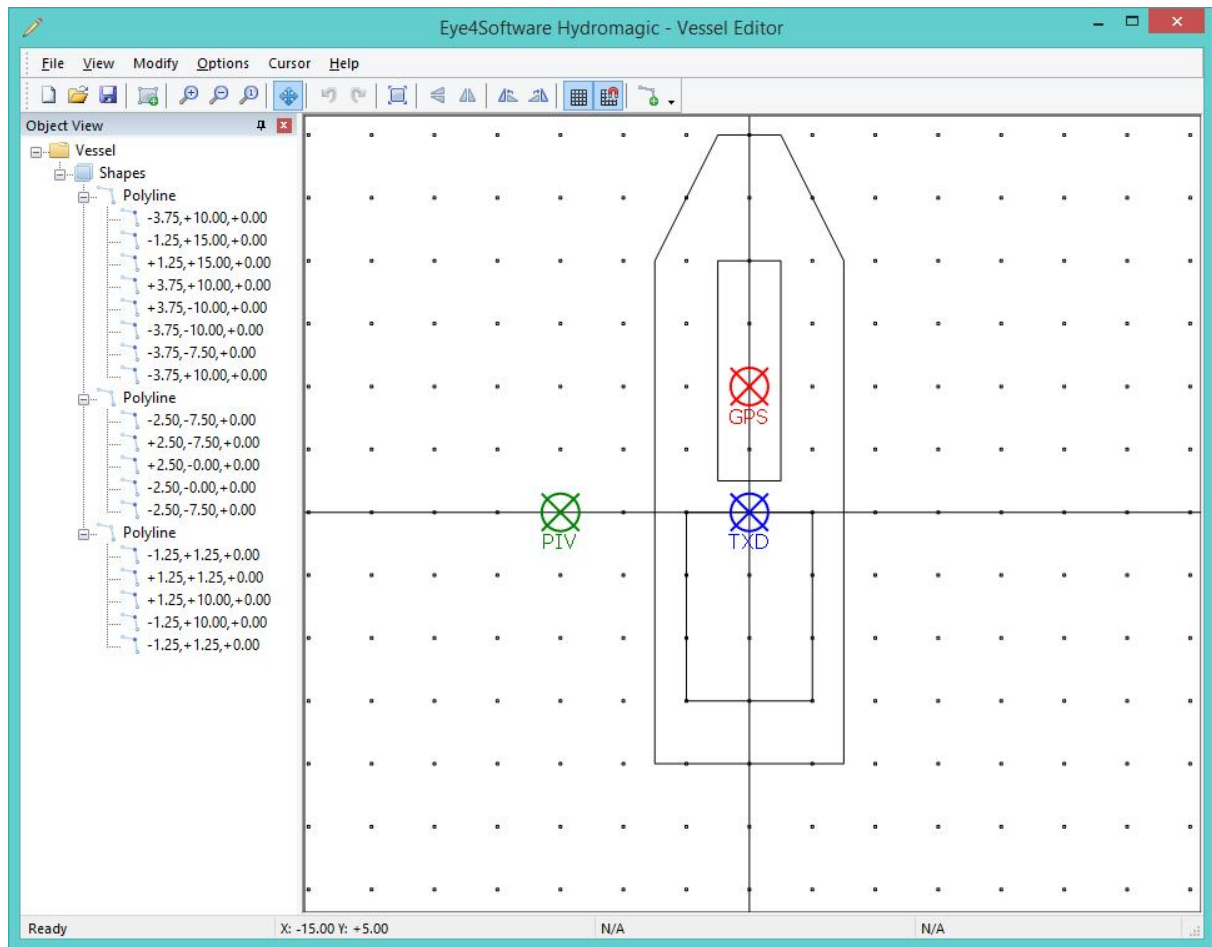 Eye4Software Hydromagic - Vessel Editor
File View Modify Options Cursor Help
Object View
Vessel
Shapes
Polyline
-3.75,+10.00,+0.00
-1.25,+15.00,+0.00
+1.25,+15.00,+0.00
+3.75,+10.00,+0.00
+3.75,-10.00,+0.00
-3.75,-10.00,+0.00
-3.75,-7.50,+0.00
-3.75,+10.00,+0.00
Polyline
-2.50,-7.50,+0.00
+2.50,-7.50,+0.00
+2.50,-0.00,+0.00
-2.50,-0.00,+0.00
-2.50,-7.50,+0.00
Polyline
-1.25,+1.25,+0.00
+1.25,+1.25,+0.00
+1.25,+10.00,+0.00
-1.25,+10.00,+0.00
-1.25,+1.25,+0.00
GPS
PIV
TXD
Ready X: -15.00 Y: +5.00 N/A N/A